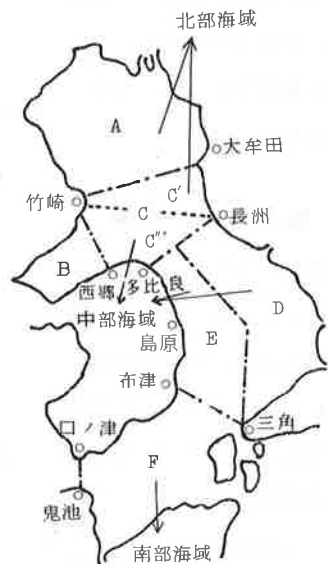 北部海域
A
大牟田
竹崎
C'
C
長洲
C''
B
西郷
多比良
D
中部海域
島原
E
布津
口ノ津
三角
F
鬼池
南部海域